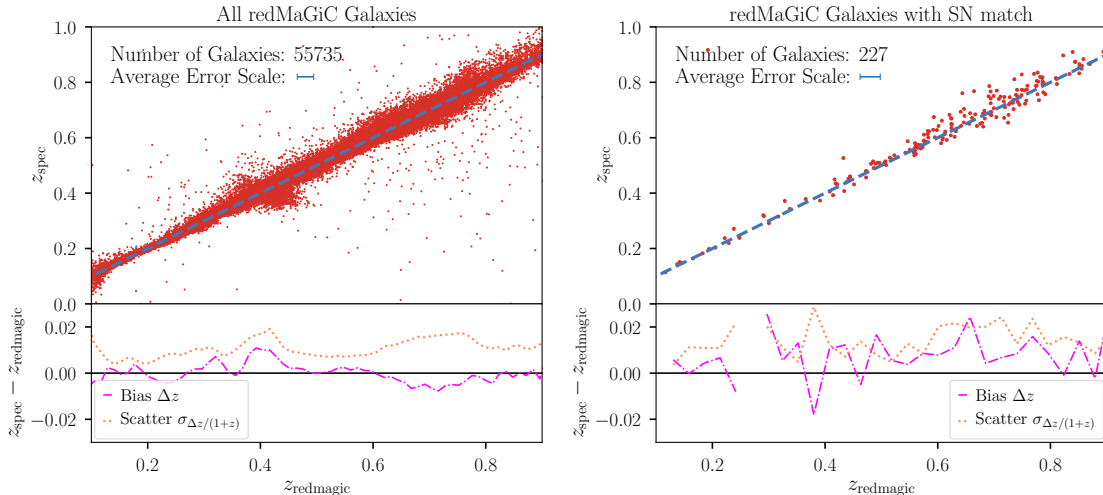 All redMaGiC Galaxies
1.0
Number of Galaxies: 55735
Average Error Scale:
0.8
0.6
0.4
0.2
0.0
z_spec
0.02
0.00
−0.02
z_spec − z_redmagic
Bias Δz
Scatter σ_Δz/(1+z)
0.2
0.4
0.6
0.8
z_redmagic
redMaGiC Galaxies with SN match
1.0
Number of Galaxies: 227
Average Error Scale:
0.8
0.6
0.4
0.2
0.0
z_spec
0.02
0.00
−0.02
z_spec − z_redmagic
Bias Δz
Scatter σ_Δz/(1+z)
0.2
0.4
0.6
0.8
z_redmagic